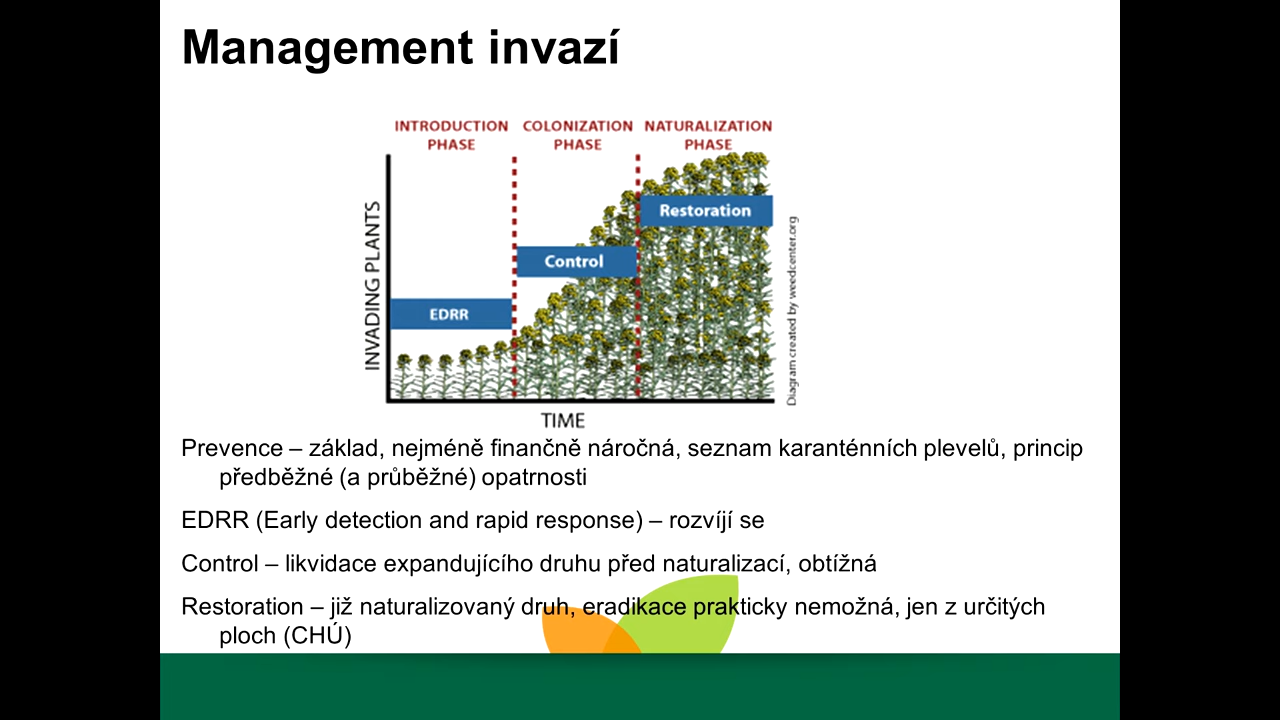 Management invazí
INTRODUCTION PHASE
COLONIZATION PHASE
NATURALIZATION PHASE
INVADING PLANTS
EDRR
Control
Restoration
Diagram created by weedcenter.org
TIME
Prevence – základ, nejméně finančně náročná, seznam karanténních plevelů, princip
předběžné (a průběžné) opatrnosti
EDRR (Early detection and rapid response) – rozvíjí se
Control – likvidace expandujícího druhu před naturalizací, obtížná
Restoration – již naturalizovaný druh, eradikace prakticky nemožná, jen z určitých
ploch (CHÚ)